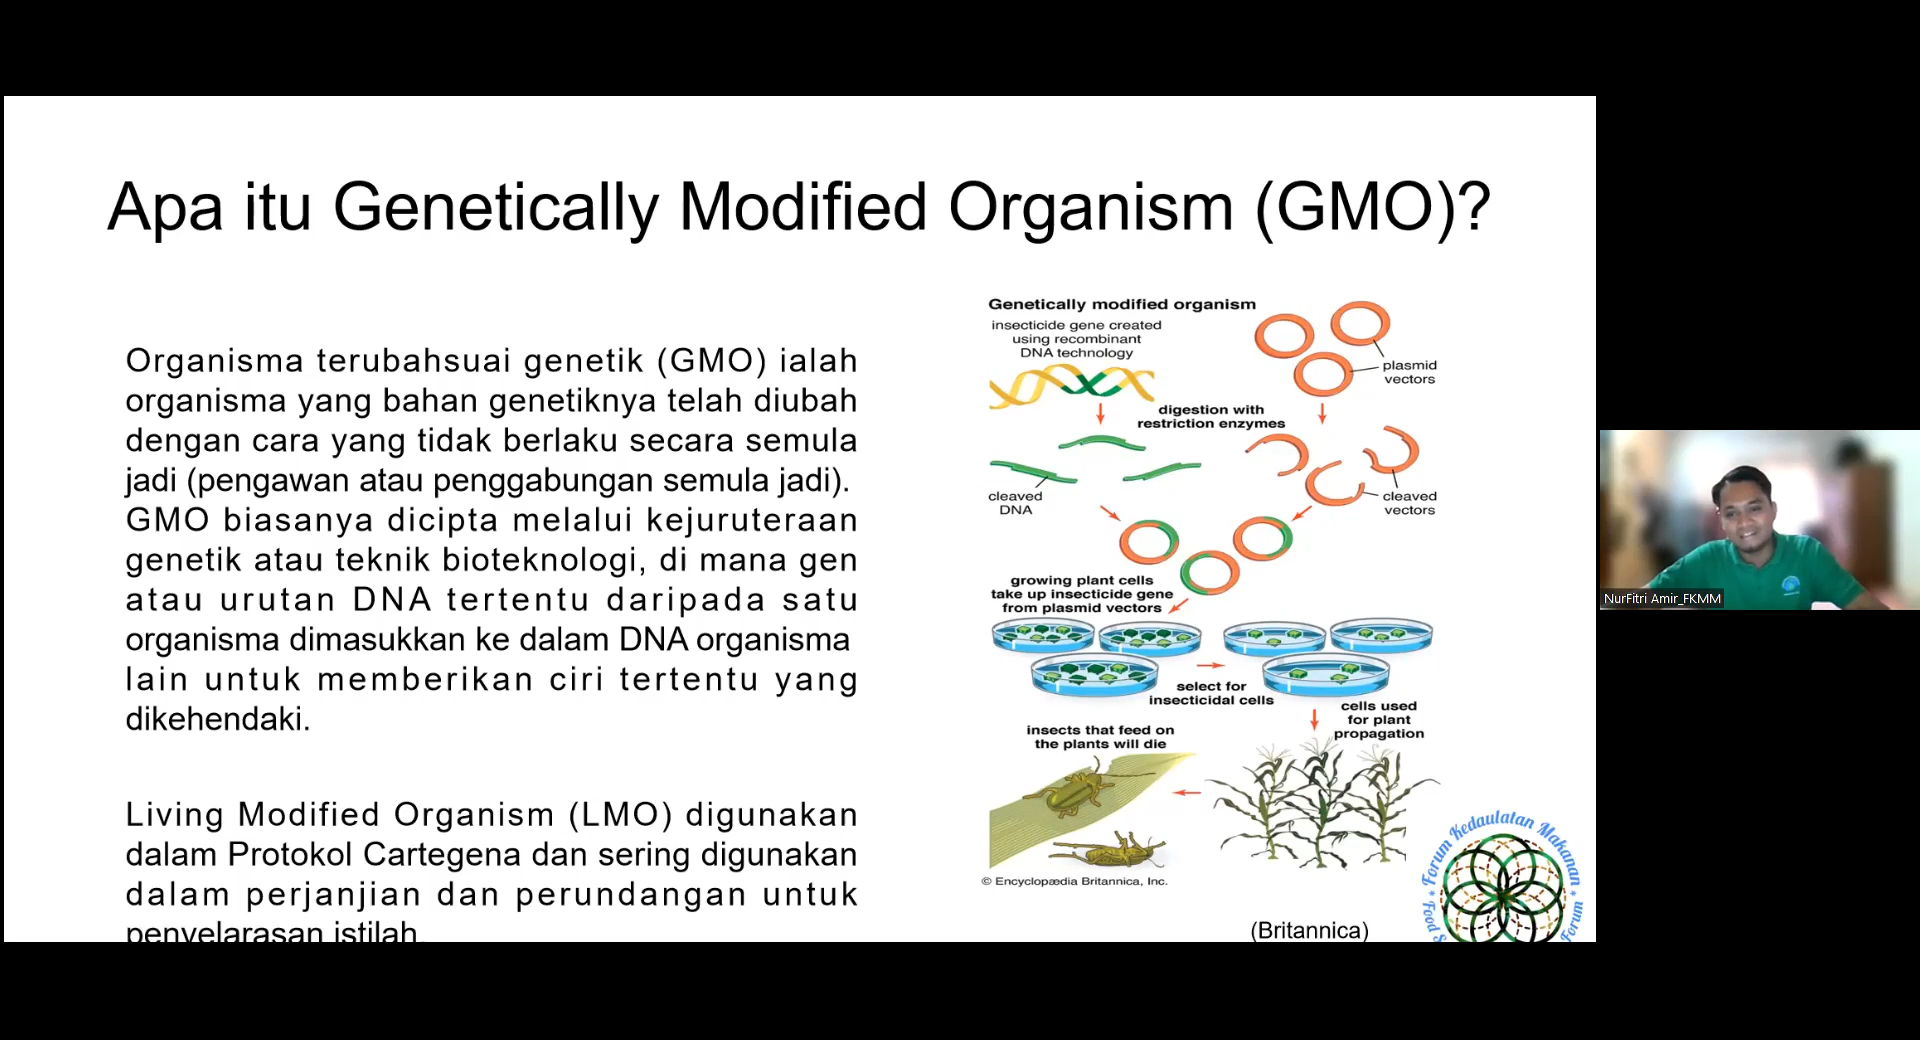 Apa itu Genetically Modified Organism (GMO)?
Organisma terubahsuai genetik (GMO) ialah
organisma yang bahan genetiknya telah diubah
dengan cara yang tidak berlaku secara semula
jadi (pengawan atau penggabungan semula jadi).
GMO biasanya dicipta melalui kejuruteraan
genetik atau teknik bioteknologi, di mana gen
atau urutan DNA tertentu daripada satu
organisma dimasukkan ke dalam DNA organisma
lain untuk memberikan ciri tertentu yang
dikehendaki.
Living Modified Organism (LMO) digunakan
dalam Protokol Cartegena dan sering digunakan
dalam perjanjian dan perundangan untuk
penyelarasan istilah.
Genetically modified organism
insecticide gene created
using recombinant
DNA technology
plasmid
vectors
digestion with
restriction enzymes
cleaved
DNA
cleaved
vectors
growing plant cells
take up insecticide gene
from plasmid vectors
select for
insecticidal cells
cells used
for plant
propagation
insects that feed on
the plants will die
© Encyclopædia Britannica, Inc.
(Britannica)
Forum Kedaulatan Makanan
Food S
Forum
NurFitri Amir_FKMM